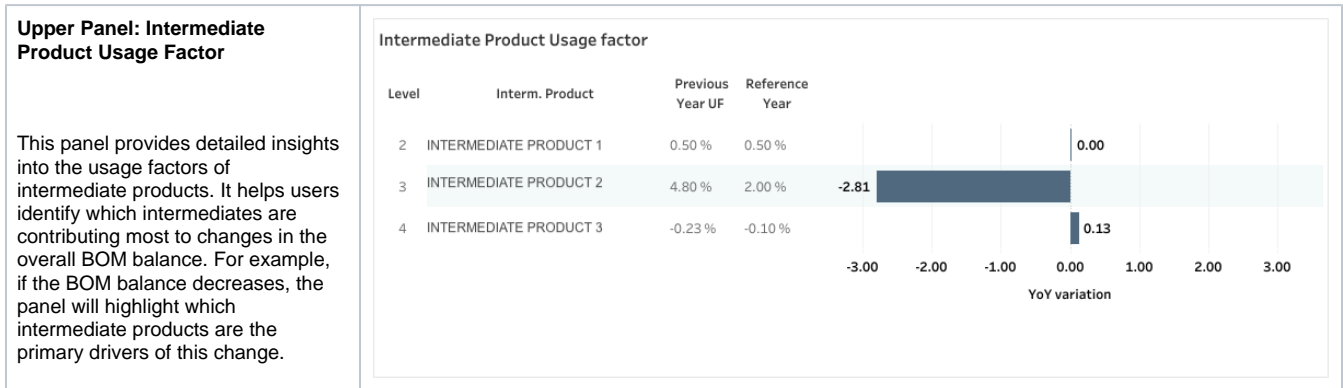 Upper Panel: Intermediate
Product Usage Factor
This panel provides detailed insights
into the usage factors of
intermediate products. It helps users
identify which intermediates are
contributing most to changes in the
overall BOM balance. For example,
if the BOM balance decreases, the
panel will highlight which
intermediate products are the
primary drivers of this change.
Intermediate Product Usage factor
Level Interm. Product Previous Year UF Reference Year
2 INTERMEDIATE PRODUCT 1 0.50 % 0.50 % 0.00
3 INTERMEDIATE PRODUCT 2 4.80 % 2.00 % -2.81
4 INTERMEDIATE PRODUCT 3 -0.23 % -0.10 % 0.13
-3.00 -2.00 -1.00 0.00 1.00 2.00 3.00
YoY variation